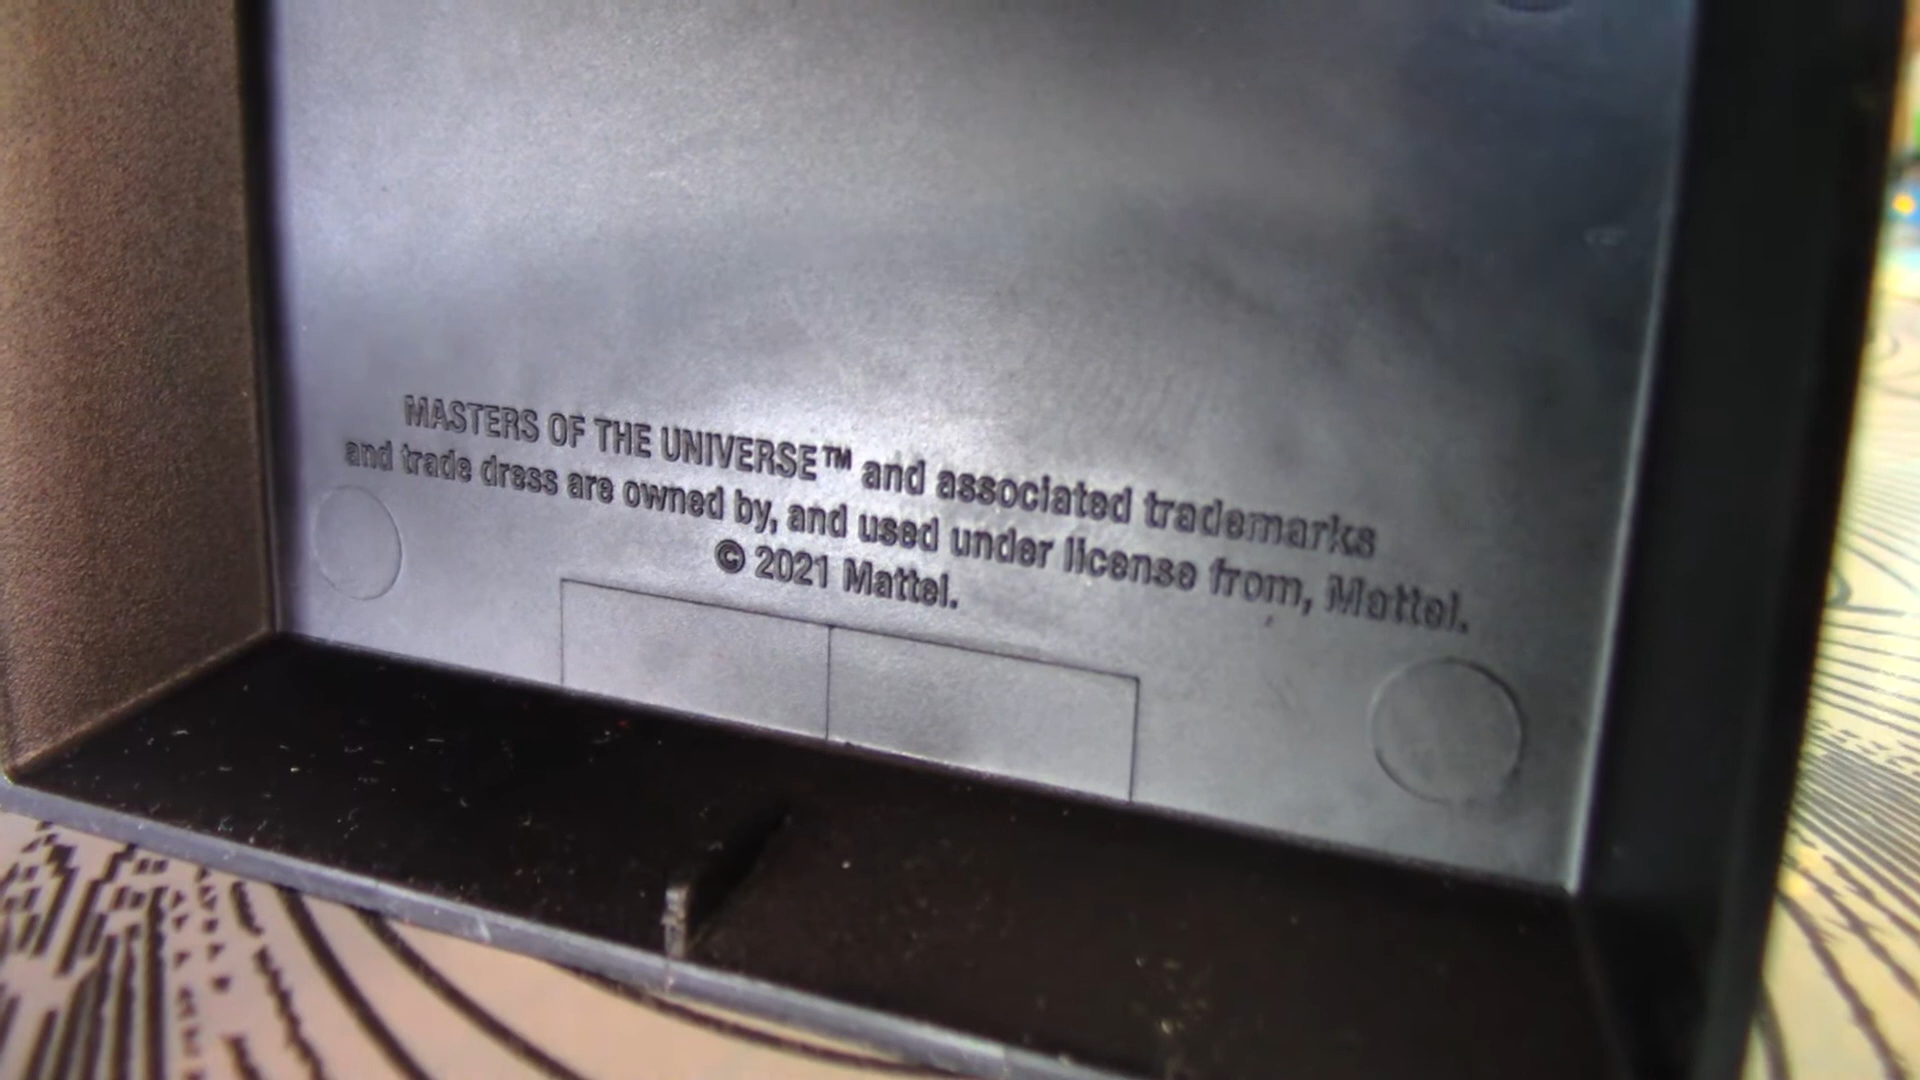 MASTERS OF THE UNIVERSE™ and associated trademarks
and trade dress are owned by, and used under license from, Mattel.
© 2021 Mattel.